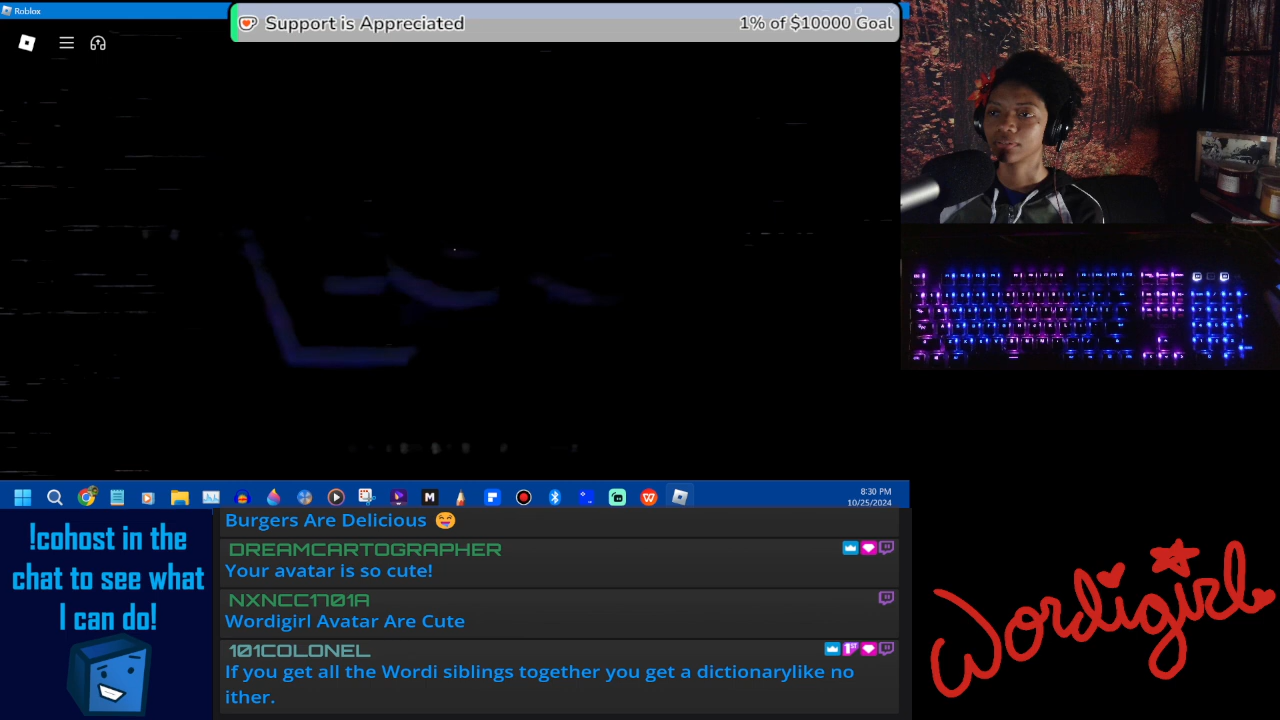 Roblox
Support is Appreciated
1% of $10000 Goal
8:30 PM
10/25/2024
!cohost in the
chat to see what
I can do!
Burgers Are Delicious 😄
DREAMCARTOGRAPHER
Your avatar is so cute!
NXNCC1701A
Wordigirl Avatar Are Cute
101COLONEL
If you get all the Wordi siblings together you get a dictionarylike no
ither.
Wordigirl